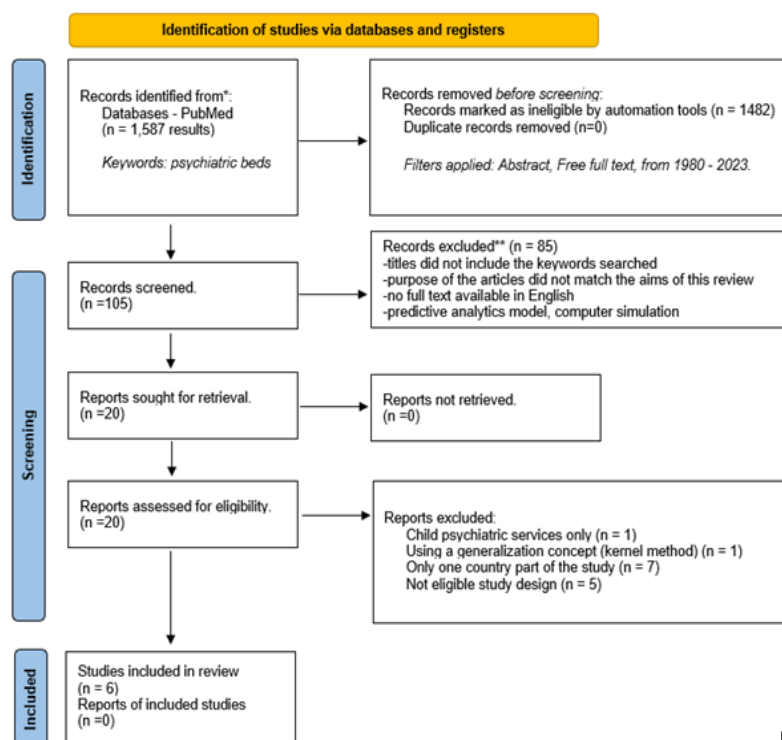 Identification of studies via databases and registers
Identification
Records identified from*:
Databases - PubMed
(n = 1,587 results)
Keywords: psychiatric beds
Records removed before screening:
Records marked as ineligible by automation tools (n = 1482)
Duplicate records removed (n=0)
Filters applied: Abstract, Free full text, from 1980 - 2023.
Screening
Records screened.
(n =105)
Records excluded** (n = 85)
-titles did not include the keywords searched
-purpose of the articles did not match the aims of this review
-no full text available in English
-predictive analytics model, computer simulation
Reports sought for retrieval.
(n =20)
Reports not retrieved.
(n =0)
Reports assessed for eligibility.
(n =20)
Reports excluded:
Child psychiatric services only (n = 1)
Using a generalization concept (kernel method) (n = 1)
Only one country part of the study (n = 7)
Not eligible study design (n = 5)
Included
Studies included in review
(n = 6)
Reports of included studies
(n =0)